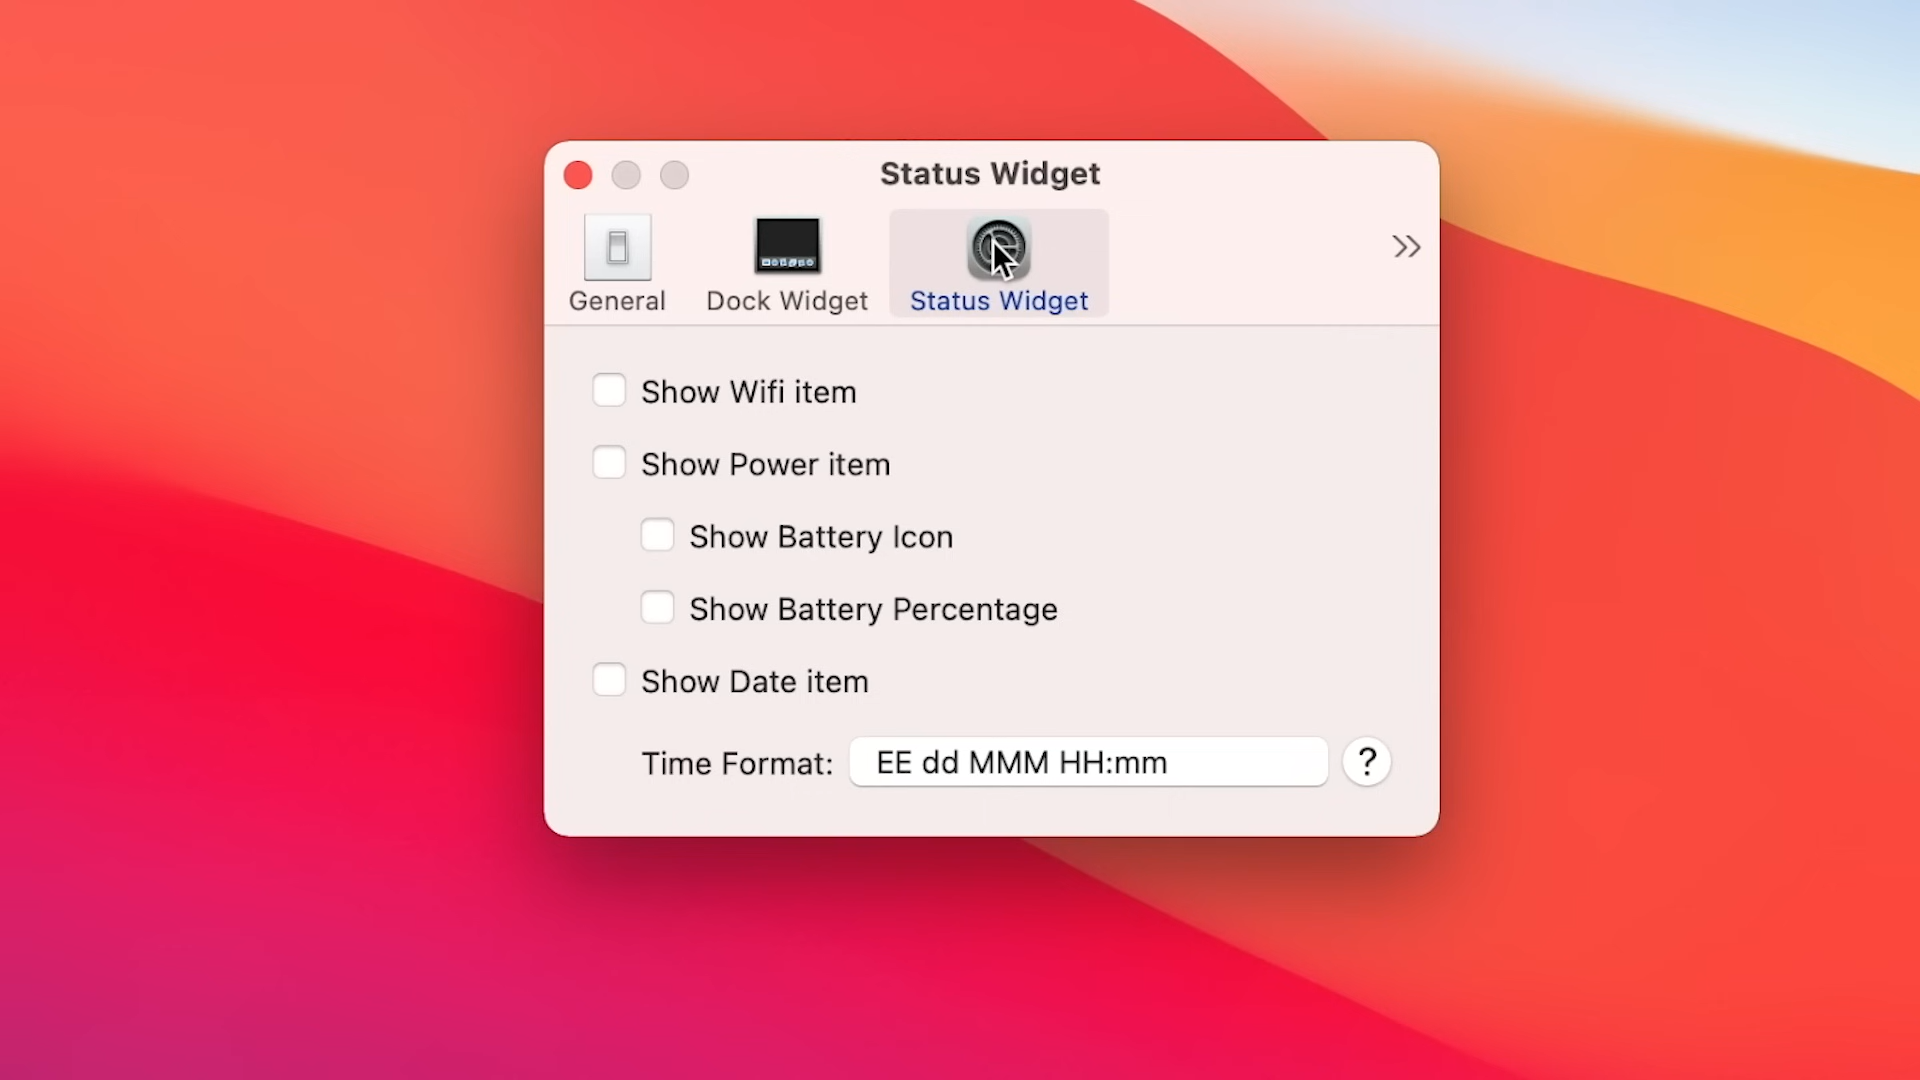 Status Widget
General
Dock Widget
Status Widget
Show Wifi item
Show Power item
Show Battery Icon
Show Battery Percentage
Show Date item
Time Format: EE dd MMM HH:mm ?